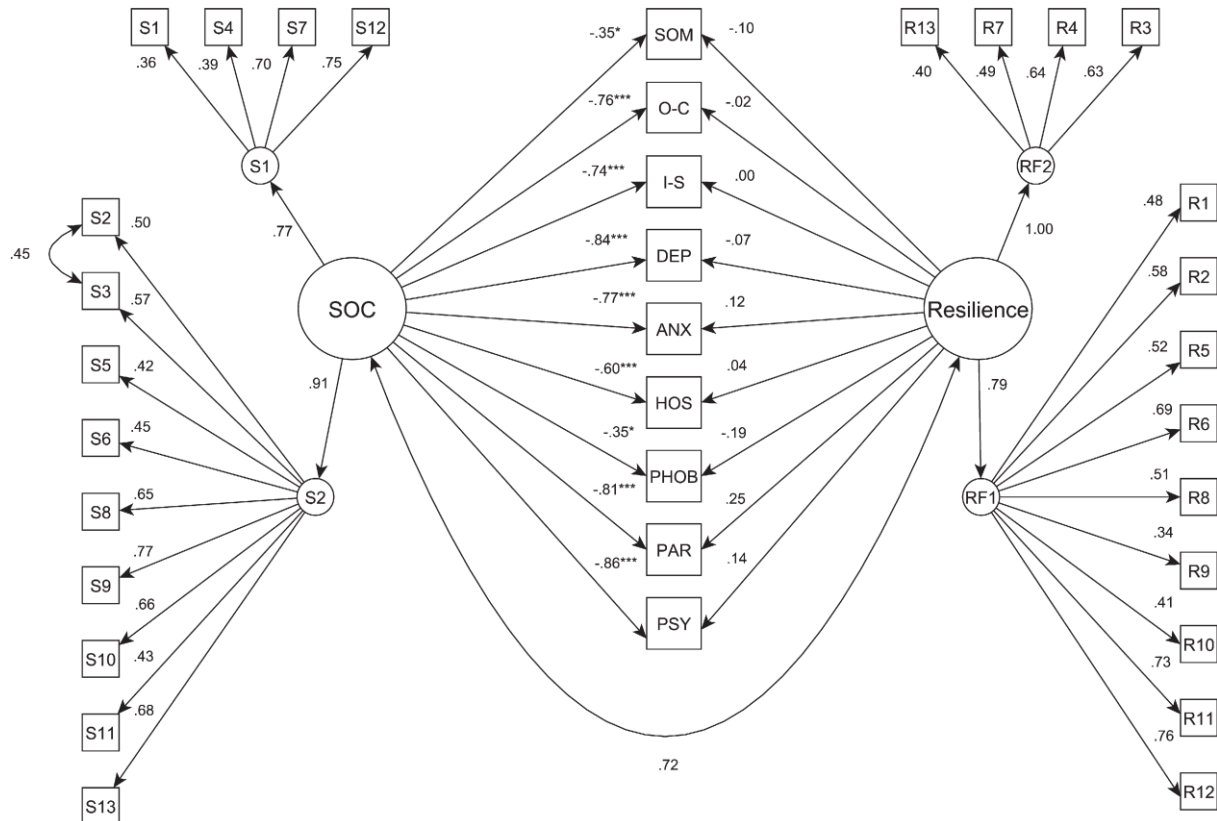 S1 S4 S7 S12
.36 .39 .70 .75
S1
.77
S2
S3
S5
S6
S8
S9
S10
S11
S13
.45
.50
.57
.42
.45
.65
.77
.66
.43
.68
S2
.91
SOC
-.35*
-.76***
-.74***
-.84***
-.77***
-.60***
-.35*
-.81***
-.86***
SOM
O-C
I-S
DEP
ANX
HOS
PHOB
PAR
PSY
-.10
-.02
.00
-.07
.12
.04
-.19
.25
.14
.72
Resilience
R13 R7 R4 R3
.40 .49 .64 .63
RF2
1.00
.79
RF1
.48
.58
.52
.69
.51
.34
.41
.73
.76
R1
R2
R5
R6
R8
R9
R10
R11
R12